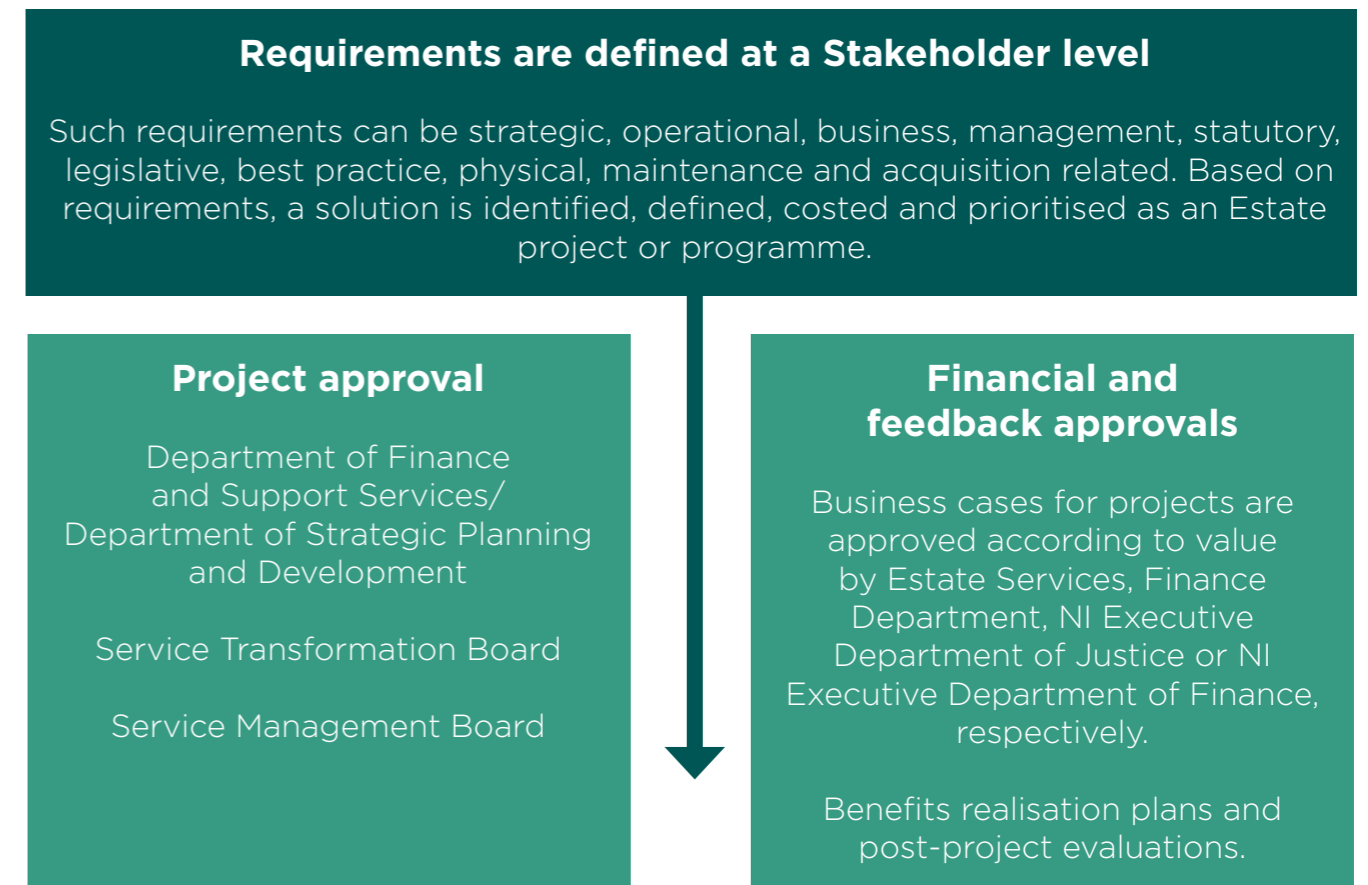 Requirements are defined at a Stakeholder level
Such requirements can be strategic, operational, business, management, statutory,
legislative, best practice, physical, maintenance and acquisition related. Based on
requirements, a solution is identified, defined, costed and prioritised as an Estate
project or programme.
Project approval
Department of Finance
and Support Services/
Department of Strategic Planning
and Development
Service Transformation Board
Service Management Board
Financial and
feedback approvals
Business cases for projects are
approved according to value
by Estate Services, Finance
Department, NI Executive
Department of Justice or NI
Executive Department of Finance,
respectively.
Benefits realisation plans and
post-project evaluations.